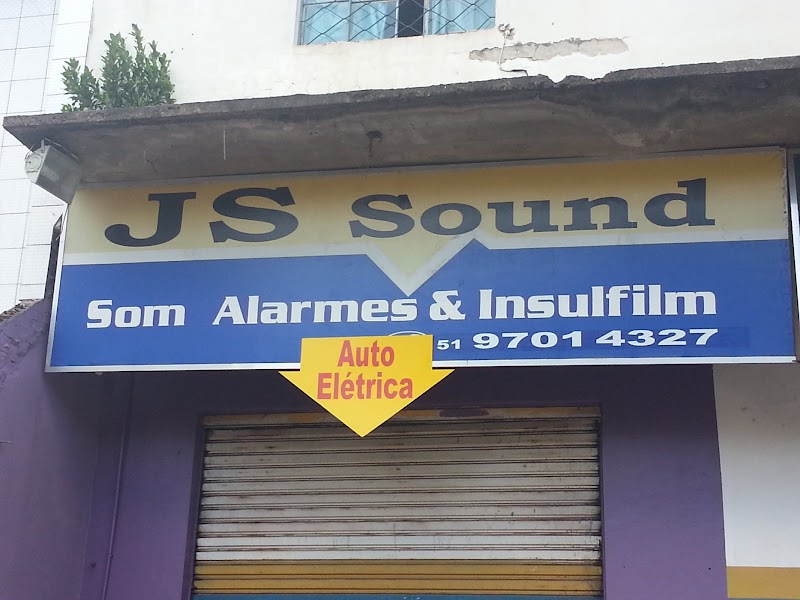 JS Sound
Som Alarmes & Insulfilm
51 9701 4327
Auto
Elétrica